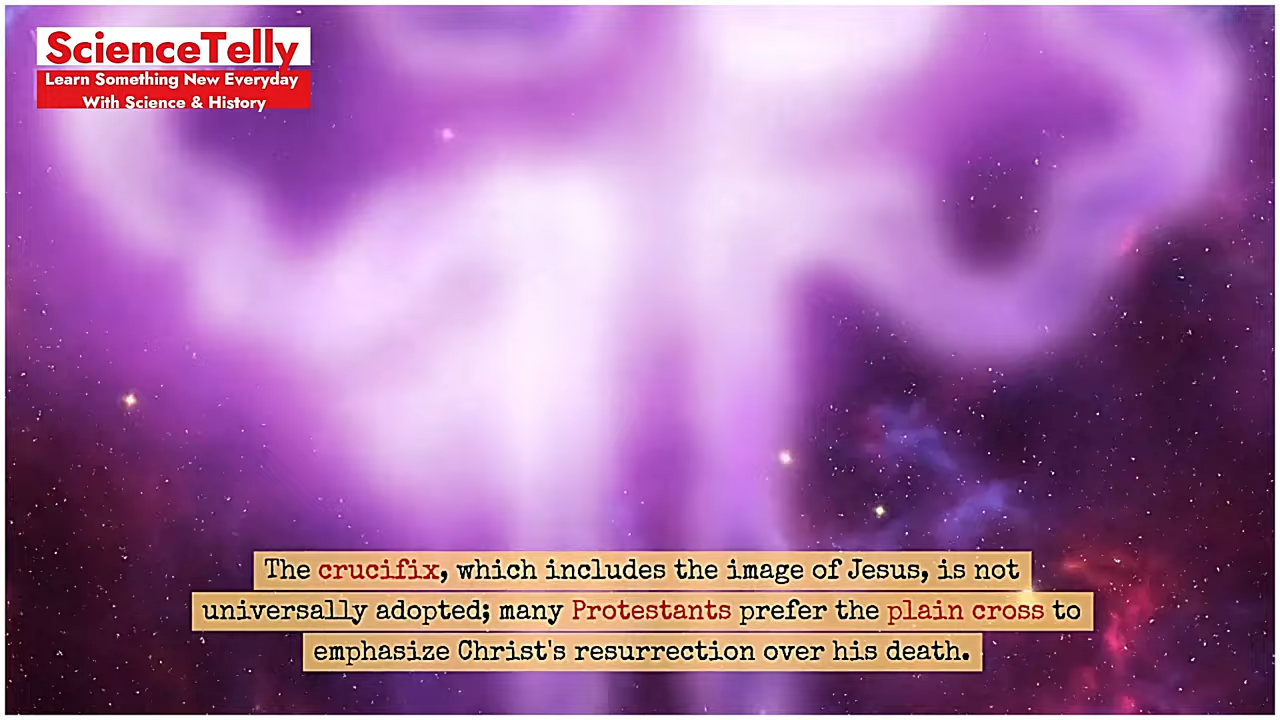 ScienceTelly
Learn Something New Everyday
With Science & History
The crucifix, which includes the image of Jesus, is not
universally adopted; many Protestants prefer the plain cross to
emphasize Christ's resurrection over his death.